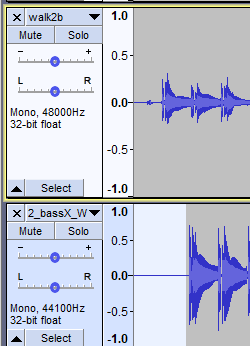 walk2b
Mute Solo
- +
L R
Mono, 48000Hz
32-bit float
Select
1.0
0.5
0.0-
-0.5
-1.0
2_bassX_W
Mute Solo
- +
L R
Mono, 44100Hz
32-bit float
Select
1.0
0.5
0.0-
-0.5
-1.0